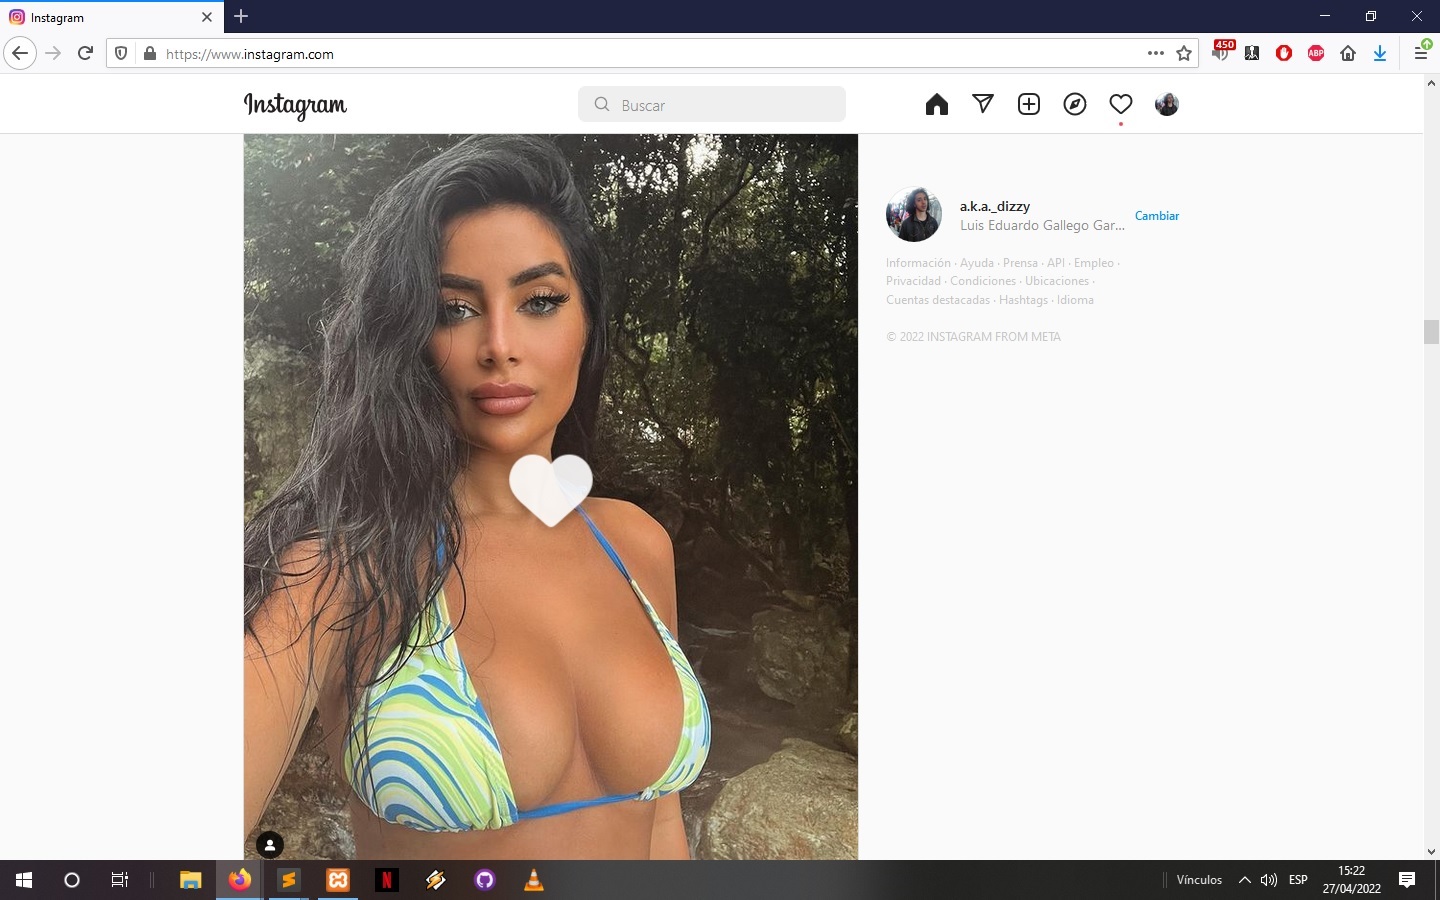 Instagram
https://www.instagram.com
450
ABP
Instagram
Buscar
a.k.a._dizzy
Luis Eduardo Gallego Gar...
Cambiar
Información · Ayuda · Prensa · API · Empleo ·
Privacidad · Condiciones · Ubicaciones ·
Cuentas destacadas · Hashtags · Idioma
© 2022 INSTAGRAM FROM META
N
Vínculos
ESP
15:22
27/04/2022